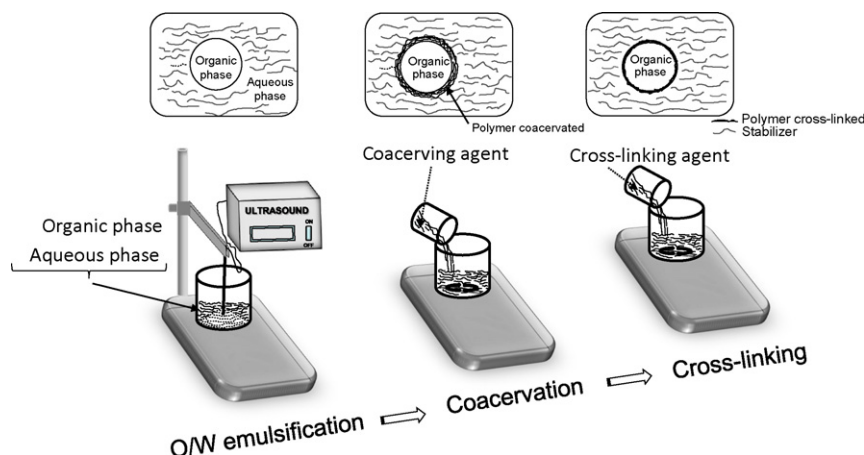 Organic
phase
Aqueous
phase
Organic
phase
Polymer coacervated
Organic
phase
Polymer cross-linked
Stabilizer
Coacerving agent
Cross-linking agent
ULTRASOUND
ON
OFF
Organic phase
Aqueous phase
O/W emulsification
Coacervation
Cross-linking